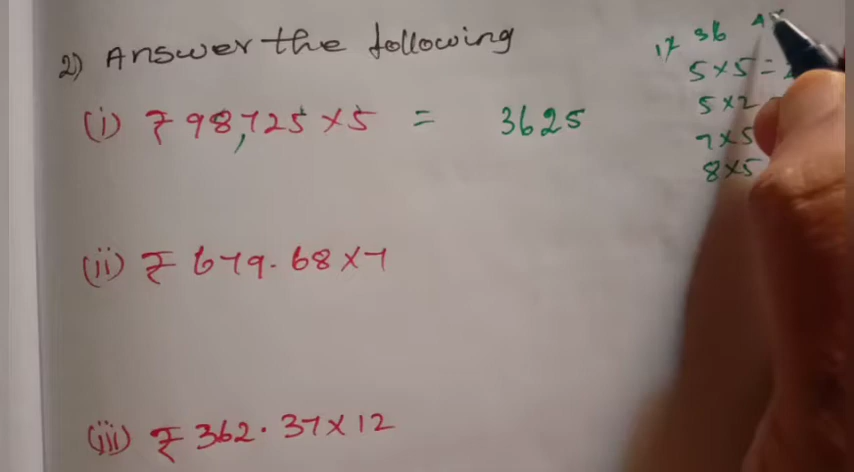 2) Answer the following
17 36
5×5=
(i) ₹ 98,725 × 5 = 3625
5×2
7×5
8×5
(ii) ₹ 679.68 × 7
(iii) ₹ 362.37 × 12